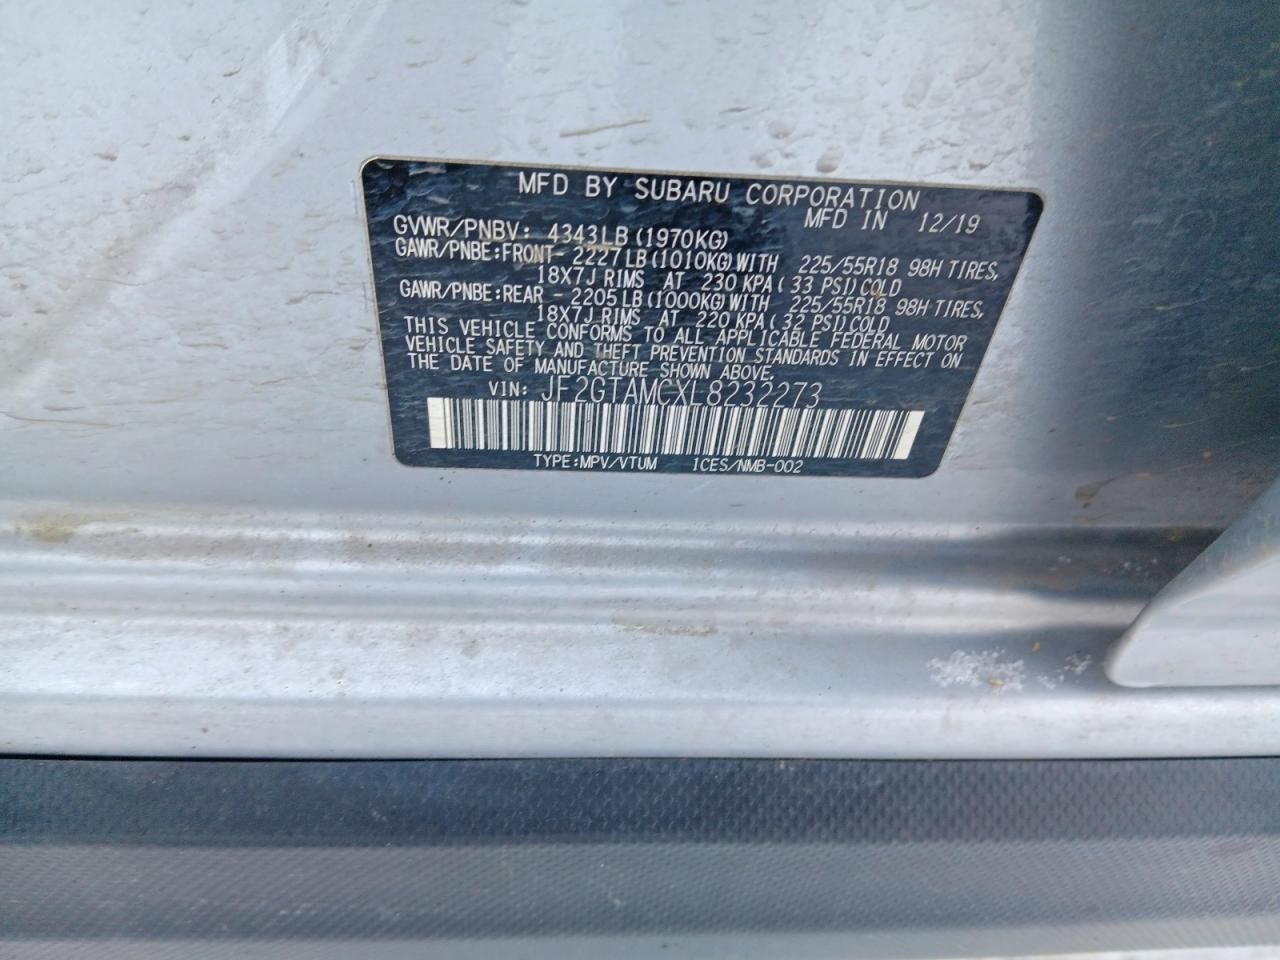 MFD BY SUBARU CORPORATION
MFD IN 12/19
GVWR/PNBV: 4343LB(1970KG)
GAWR/PNBE:FRONT- 2227LB(1010KG)WITH 225/55R18 98H TIRES,
18X7J RIMS AT 230 KPA( 33 PSI)COLD
GAWR/PNBE:REAR - 2205LB(1000KG)WITH 225/55R18 98H TIRES,
18X7J RIMS AT 220 KPA( 32 PSI)COLD
THIS VEHICLE CONFORMS TO ALL APPLICABLE FEDERAL MOTOR
VEHICLE SAFETY AND THEFT PREVENTION STANDARDS IN EFFECT ON
THE DATE OF MANUFACTURE SHOWN ABOVE.
VIN: JF2GTAMCXL8232273
TYPE:MPV/VTUM 1CES/NMB-002